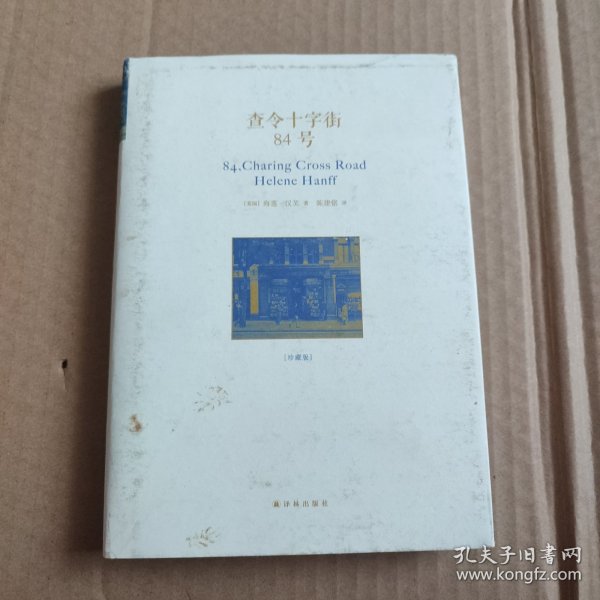 查令十字街
84号
84, Charing Cross Road
Helene Hanff
[美国] 海莲·汉芙 著 陈建铭 译
[珍藏版]
译林出版社
孔夫子旧书网
www.kongfz.com